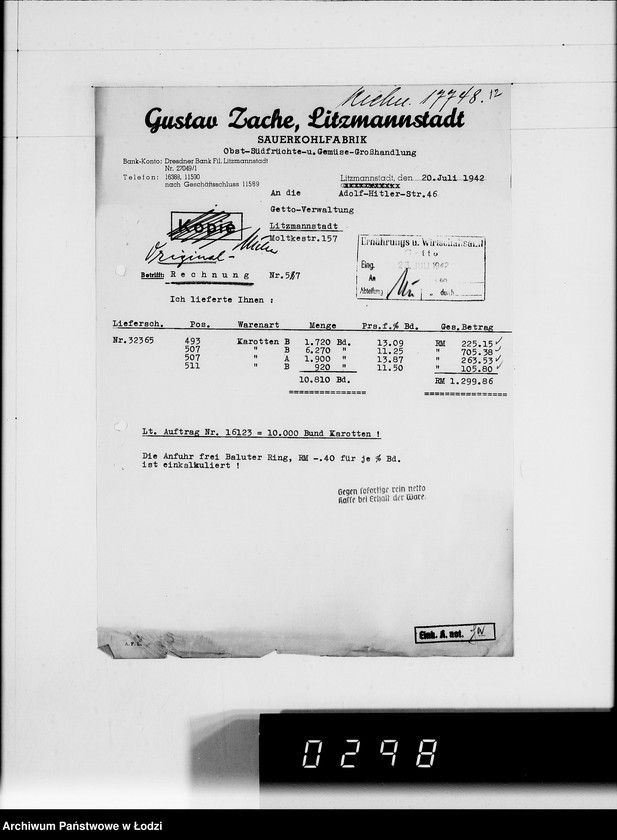 17748.12
Gustav Zache, Litzmannstadt
SAUERKOHLFABRIK
Obst-Südfrüchte-u. Gemüse-Großhandlung
Bank-Konto: Dresdner Bank Fil. Litzmannstadt
Nr. 27049/1
Telefon: 16388, 11590
nach Geschäftsschluss 11589
Litzmannstadt, den 20.Juli 1942
Adolf-Hitler-Str.46
An die
Getto-Verwaltung
Litzmannstadt
Moltkestr.157
Kopie
Original-
Ernährungs u. Wirtschaftsamt
Getto
Eing. 1942
An
Abteilung durch
Betrifft: Rechnung Nr.587
Ich lieferte Ihnen :
Liefersch. Pos. Warenart Menge Prs.f.% Bd. Ges.Betrag
Nr.32365 493 Karotten B 1.720 Bd. 13.09 RM 225.15
507 " B 6.270 " 11.25 " 705.38
507 " A 1.900 " 13.87 " 263.53
511 " B 920 " 11.50 " 105.80
10.810 Bd. RM 1.299.86
Lt. Auftrag Nr. 16123 = 10.000 Bund Karotten !
Die Anfuhr frei Baluter Ring, RM -.40 für je % Bd.
ist einkalkuliert !
Gegen sofortige rein netto
Kasse bei Erhalt der Ware.
Eink. A. not.
0298
Archiwum Państwowe w Łodzi